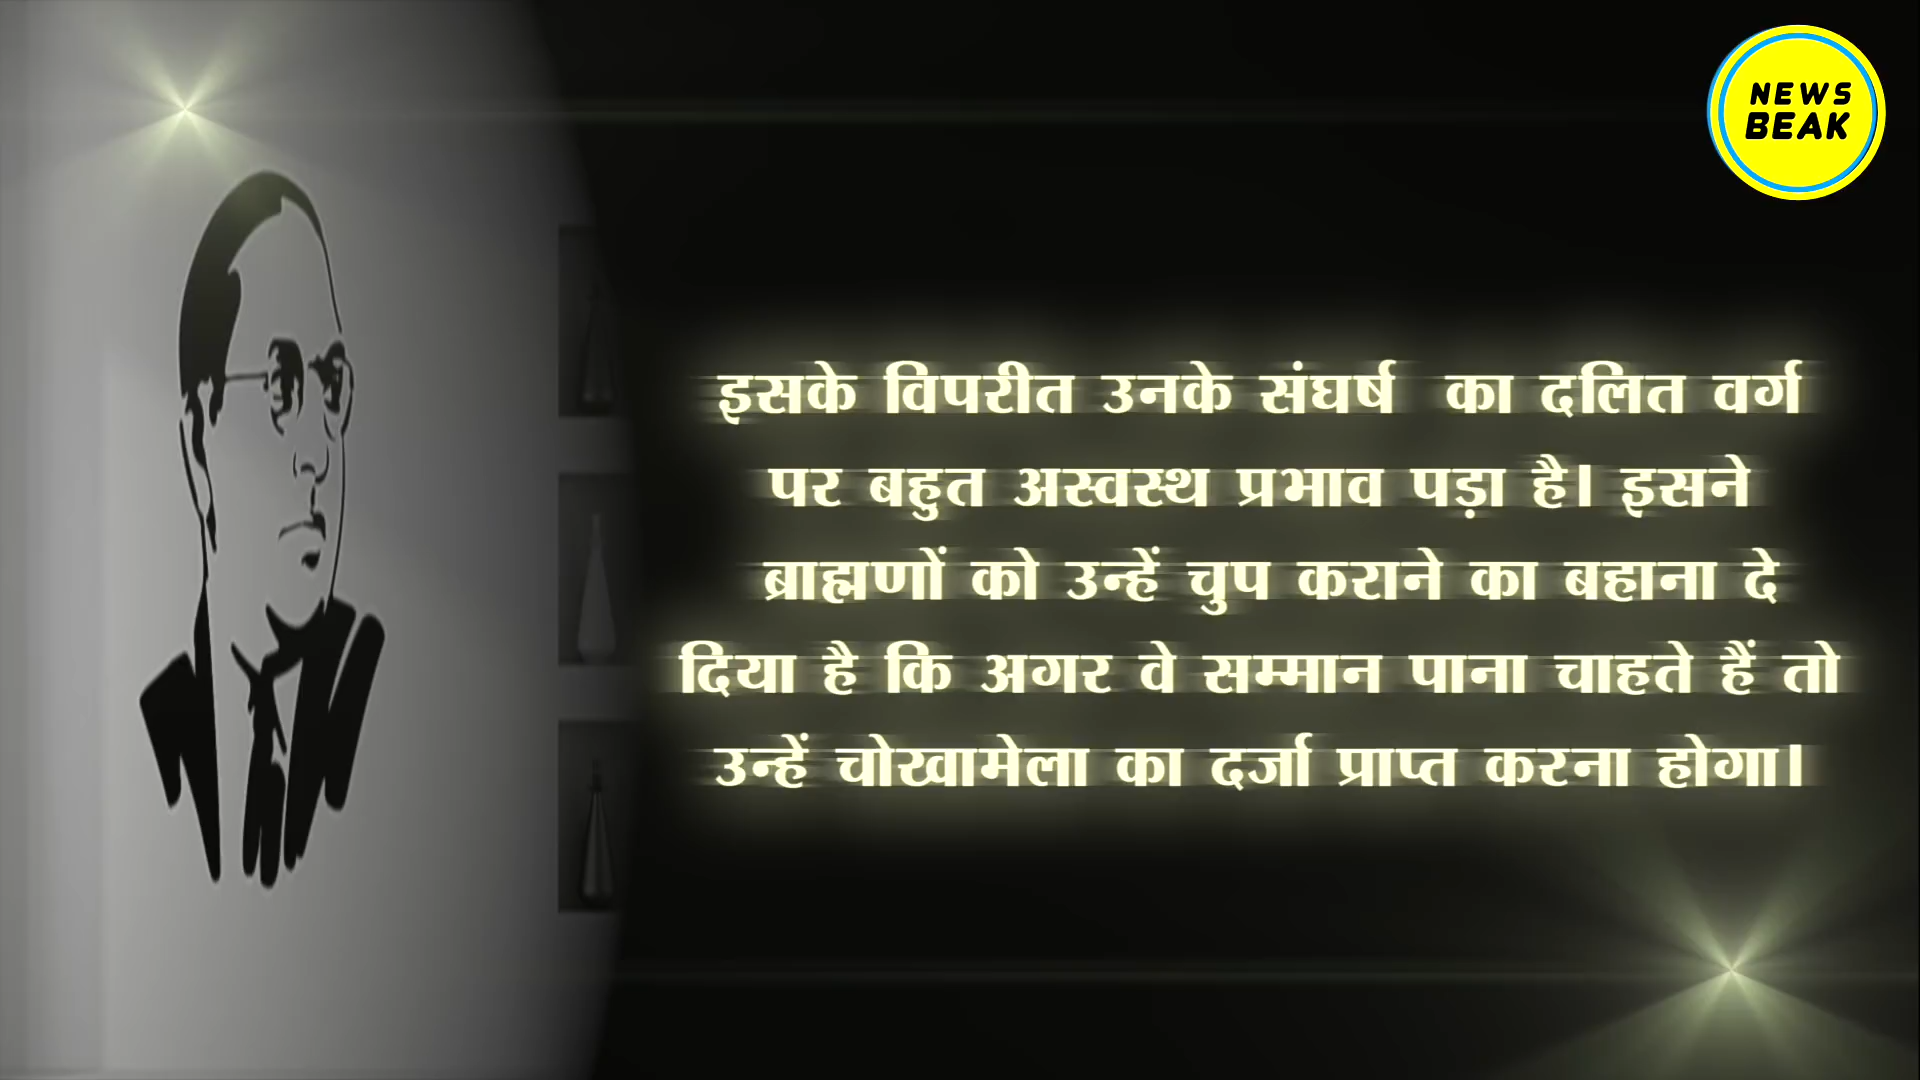 NEWS
BEAK
इसके विपरीत उनके संघर्ष का दलित वर्ग
पर बहुत अस्वस्थ प्रभाव पड़ा है। इसने
ब्राह्मणों को उन्हें चुप कराने का बहाना दे
दिया है कि अगर वे सम्मान पाना चाहते हैं तो
उन्हें चोखामेला का दर्जा प्राप्त करना होगा।